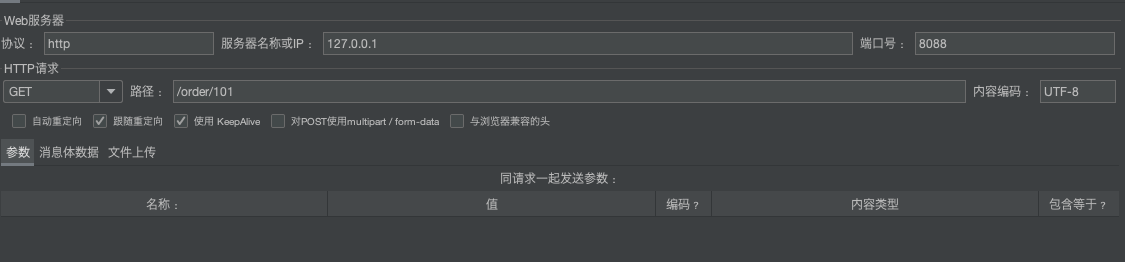 Web服务器
协议： http 服务器名称或IP： 127.0.0.1 端口号： 8088
HTTP请求
GET 路径： /order/101 内容编码： UTF-8
自动重定向 跟随重定向 使用 KeepAlive 对POST使用multipart / form-data 与浏览器兼容的头
参数 消息体数据 文件上传
同请求一起发送参数：
名称： 值 编码？ 内容类型 包含等于？